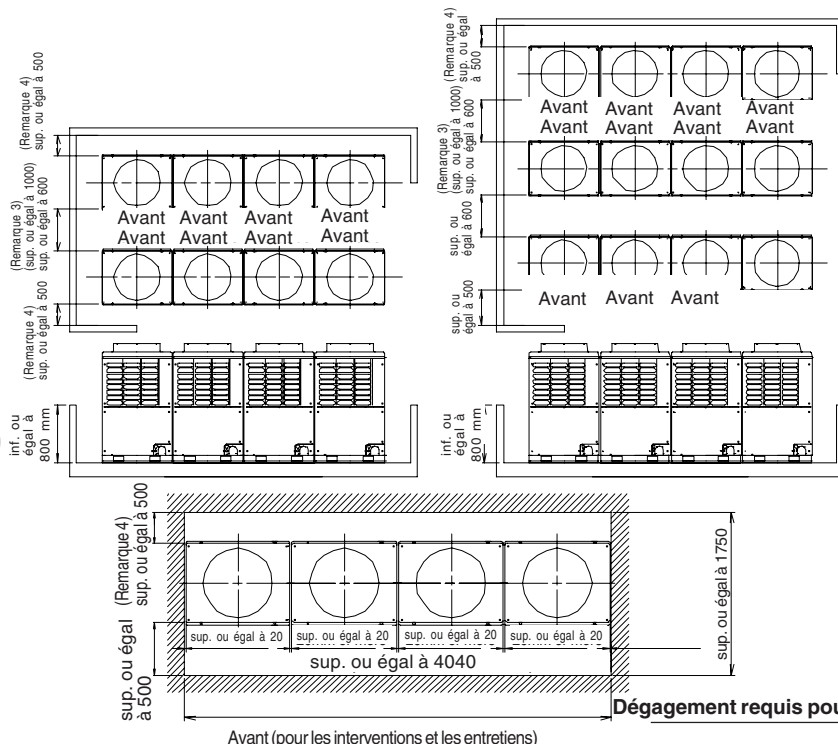 (Remarque 4)
sup. ou égal à 500
(Remarque 3)
(sup. ou égal à 1000)
sup. ou égal à 600
(Remarque 4)
sup. ou égal à 500
Avant Avant Avant Avant
Avant Avant Avant Avant
inf. ou
égal à
800 mm
(Remarque 4)
sup. ou égal
à 500
(Remarque 3)
(sup. ou égal à 1000)
sup. ou égal à 600
sup. ou
égal à 600
sup. ou
égal à 500
Avant Avant Avant Avant
Avant Avant Avant Avant
Avant Avant Avant
inf. ou
égal à
800 mm
(Remarque 4)
sup. ou égal à 500
sup. ou égal
à 500
sup. ou égal à 20 sup. ou égal à 20 sup. ou égal à 20 sup. ou égal à 20
sup. ou égal à 4040
sup. ou égal à 1750
Dégagement requis pou
Avant (pour les interventions et les entretiens)